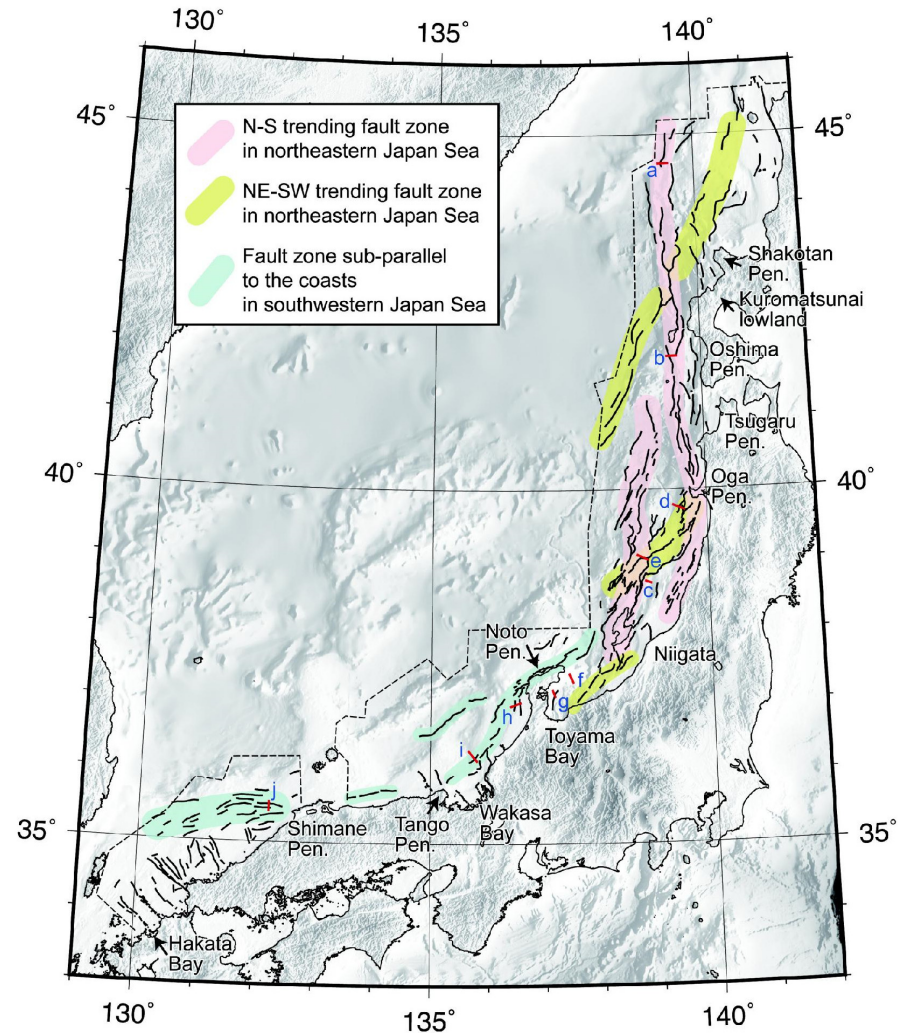 130°
135°
140°
45°
45°
N-S trending fault zone
in northeastern Japan Sea
NE-SW trending fault zone
in northeastern Japan Sea
Fault zone sub-parallel
to the coasts
in southwestern Japan Sea
a
Shakotan
Pen.
Kuromatsunai
lowland
b
Oshima
Pen.
Tsugaru
Pen.
40°
40°
Oga
Pen.
d
e
c
Noto
Pen.
Niigata
f
g
h
Toyama
Bay
i
j
Wakasa
Bay
Tango
Pen.
Shimane
Pen.
35°
35°
Hakata
Bay
130°
135°
140°